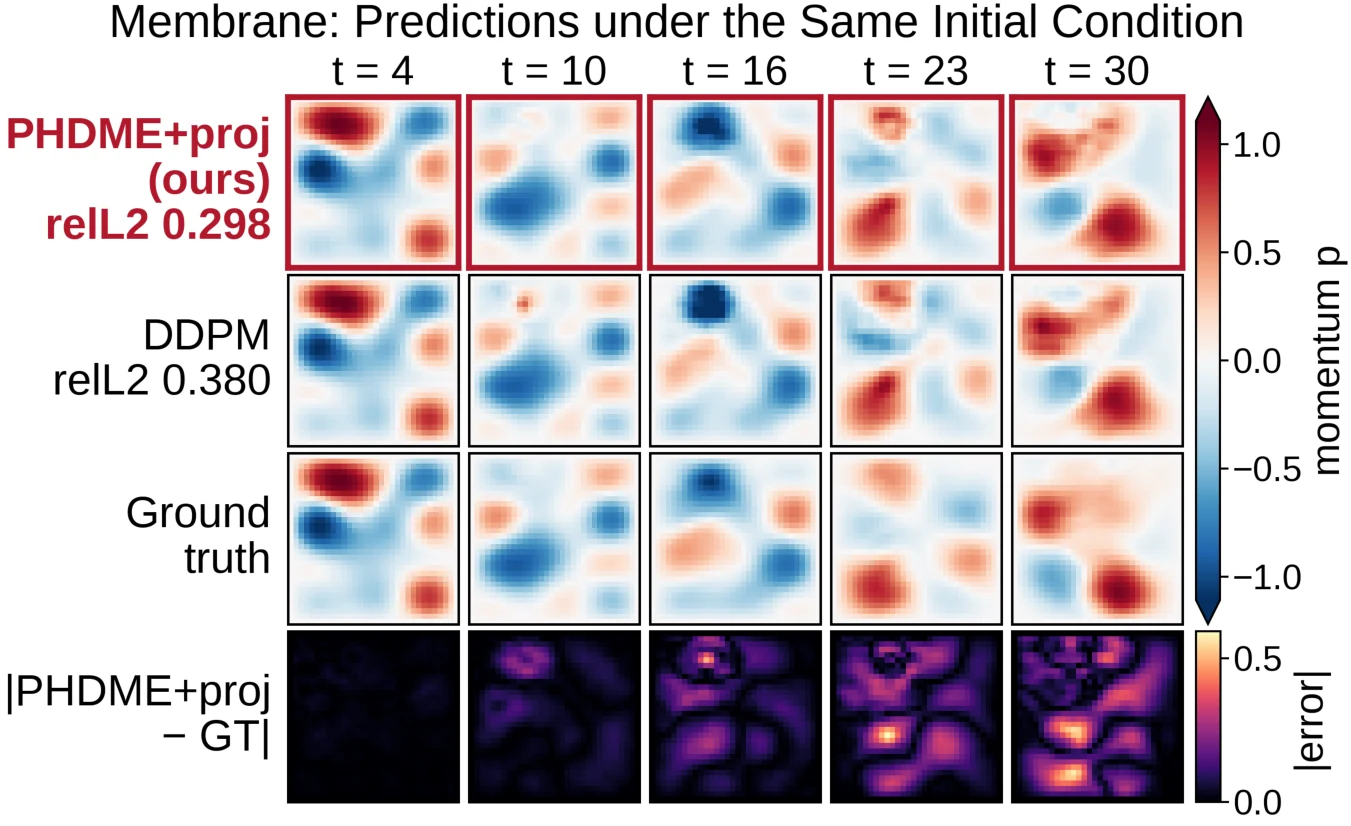 Membrane: Predictions under the Same Initial Condition
t = 4
t = 10
t = 16
t = 23
t = 30
PHDME+proj
(ours)
relL2 0.298
DDPM
relL2 0.380
Ground
truth
|PHDME+proj
− GT|
1.0
0.5
0.0
−0.5
−1.0
momentum p
0.5
0.0
|error|